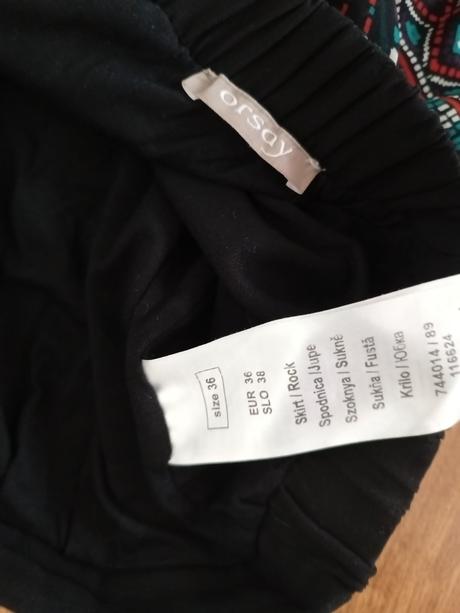 orsay
size 36
EUR 36
SLO 38
Skirt / Rock
Spodnica / Jupe
Szoknya / Sukně
Sukňa / Fustă
Krilo / Юбка
744014 / 89
116624